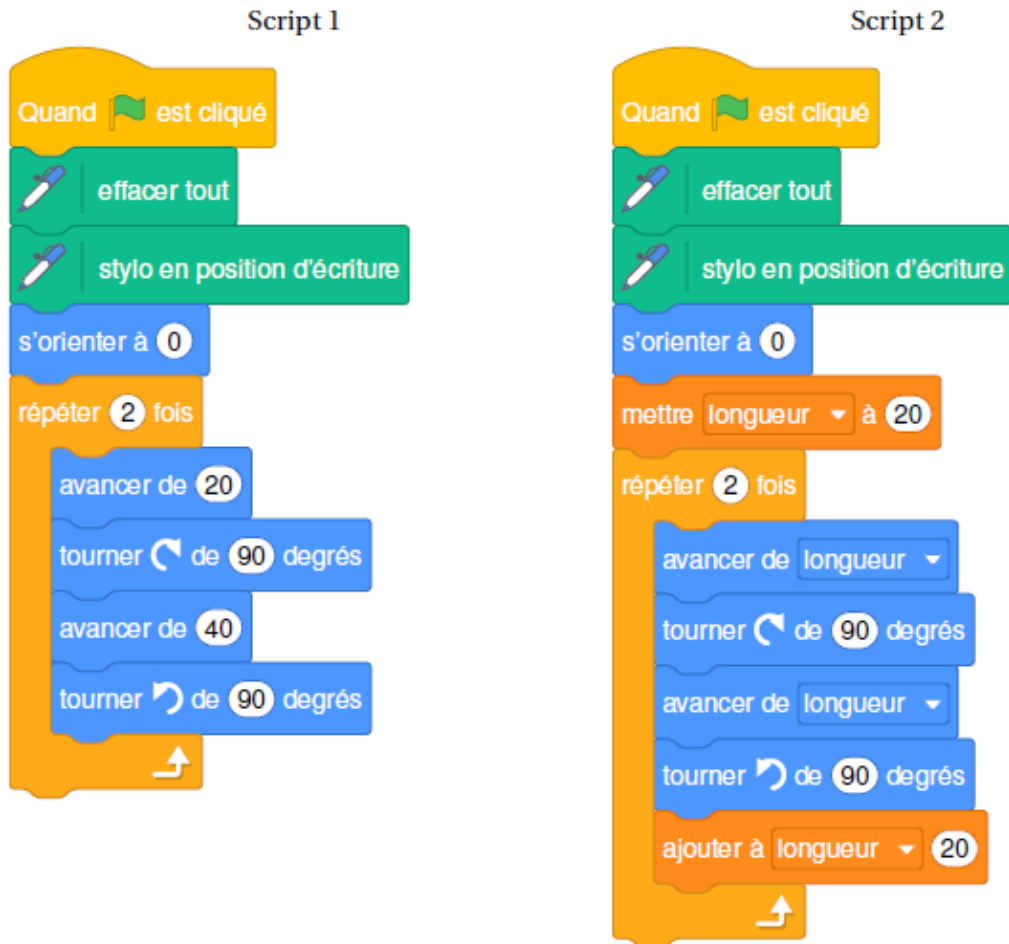 Script 1
Quand est cliqué
effacer tout
stylo en position d'écriture
s'orienter à 0
répéter 2 fois
avancer de 20
tourner de 90 degrés
avancer de 40
tourner de 90 degrés
Script 2
Quand est cliqué
effacer tout
stylo en position d'écriture
s'orienter à 0
mettre longueur à 20
répéter 2 fois
avancer de longueur
tourner de 90 degrés
avancer de longueur
tourner de 90 degrés
ajouter à longueur 20